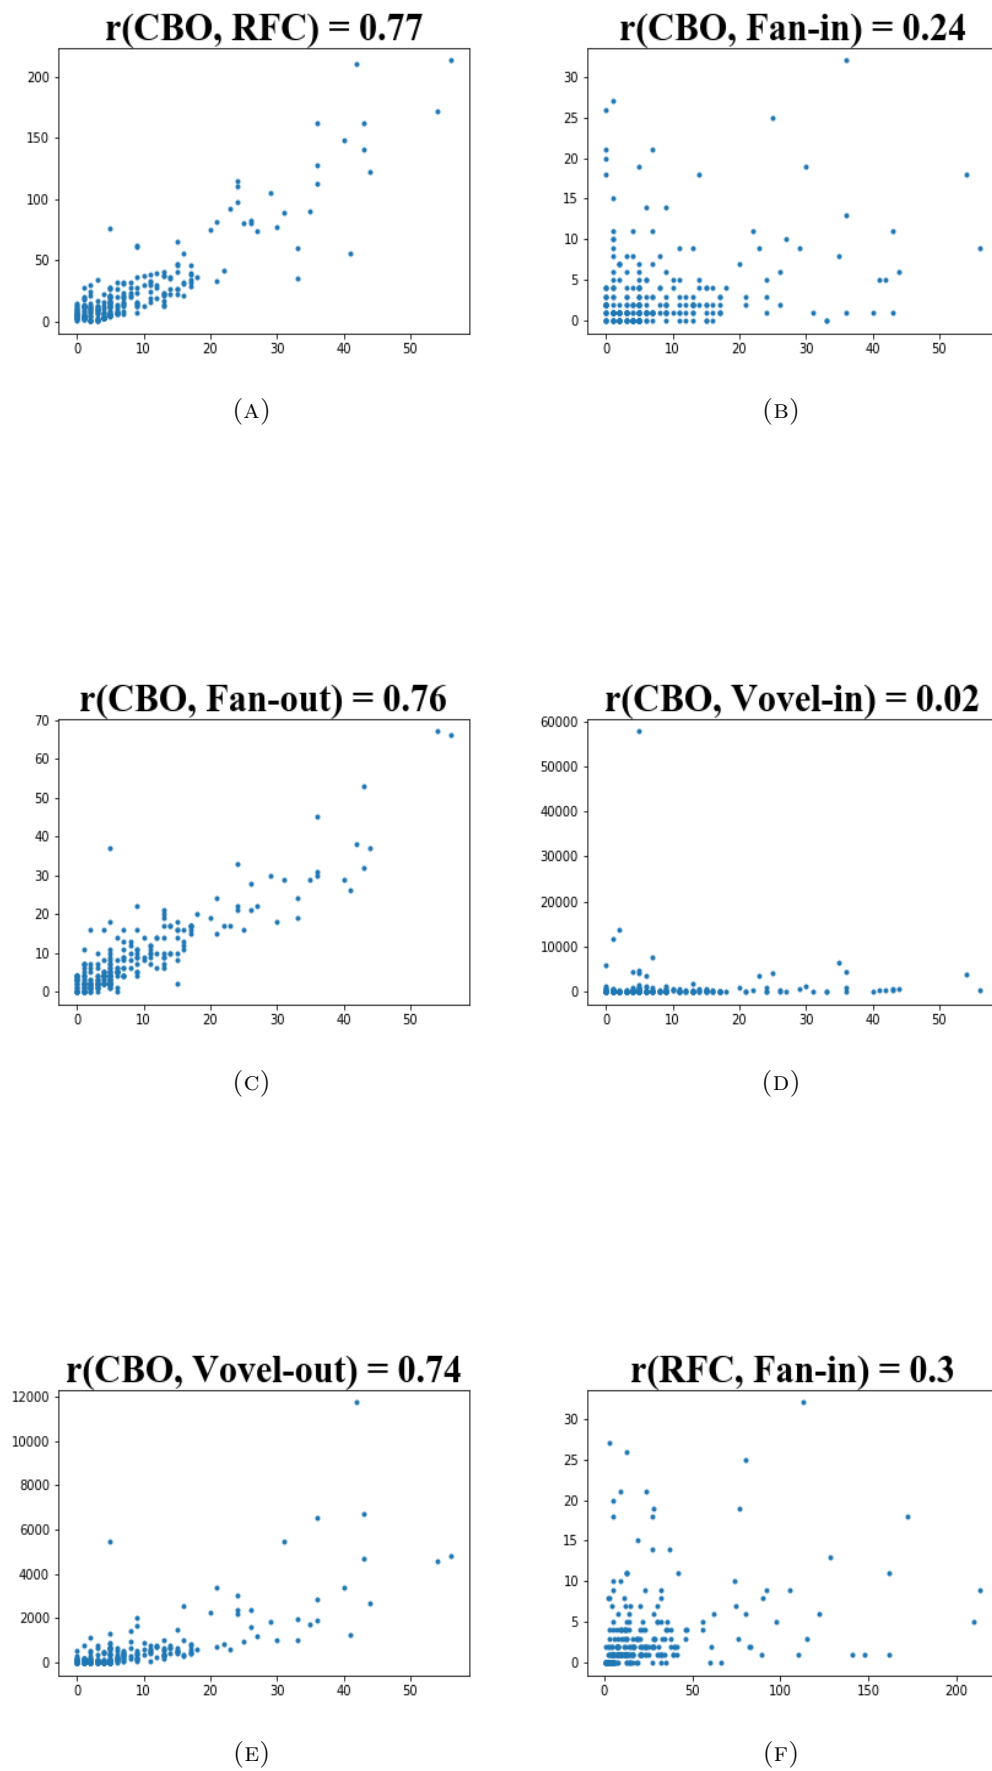 r(CBO, RFC) = 0.77
200
150
100
50
0
0 10 20 30 40 50
(A)
r(CBO, Fan-in) = 0.24
30
25
20
15
10
5
0
0 10 20 30 40 50
(B)
r(CBO, Fan-out) = 0.76
70
60
50
40
30
20
10
0
0 10 20 30 40 50
(C)
r(CBO, Vovel-in) = 0.02
60000
50000
40000
30000
20000
10000
0
0 10 20 30 40 50
(D)
r(CBO, Vovel-out) = 0.74
12000
10000
8000
6000
4000
2000
0
0 10 20 30 40 50
(E)
r(RFC, Fan-in) = 0.3
30
25
20
15
10
5
0
0 50 100 150 200
(F)